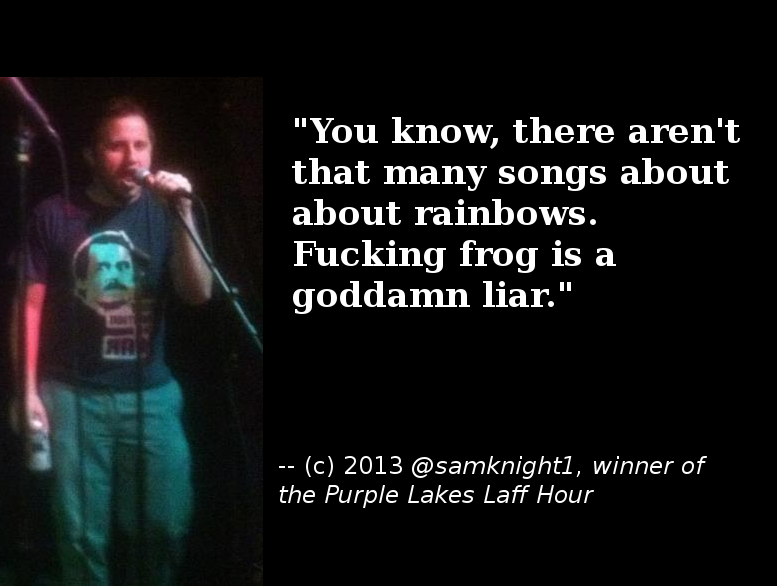 "You know, there aren't
that many songs about
about rainbows.
Fucking frog is a
goddamn liar."
-- (c) 2013 @samknight1, winner of
the Purple Lakes Laff Hour